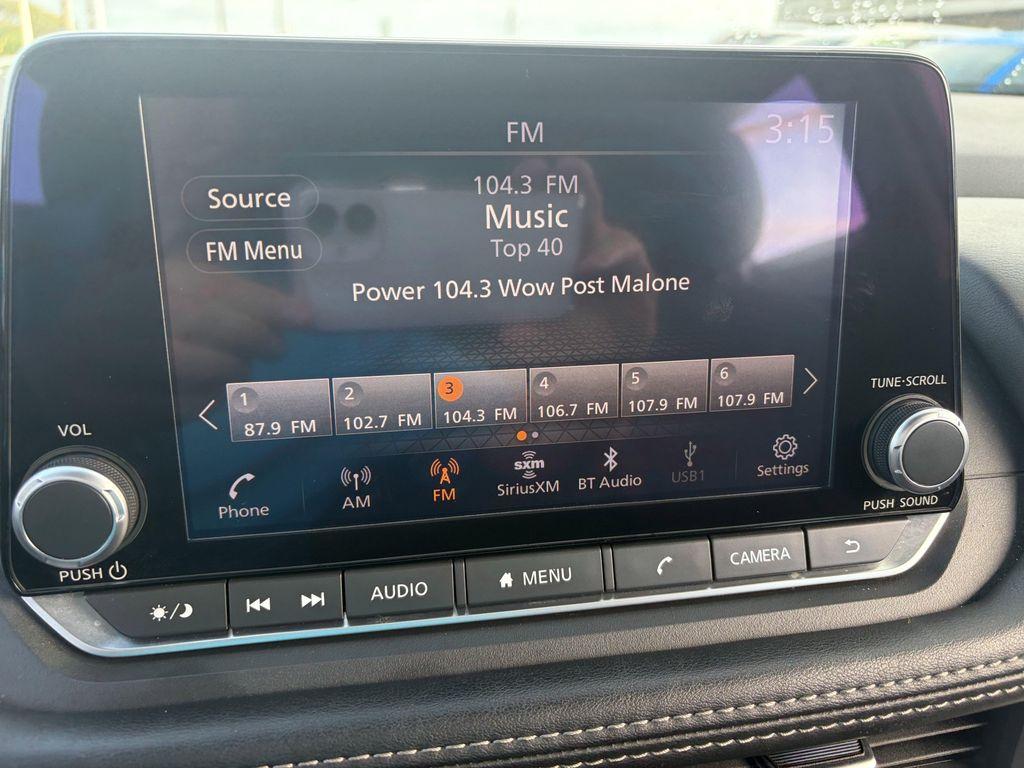 FM
3:15
Source
104.3 FM
Music
FM Menu
Top 40
Power 104.3 Wow Post Malone
1 2 3 4 5 6
87.9 FM 102.7 FM 104.3 FM 106.7 FM 107.9 FM 107.9 FM
Phone AM FM sxm SiriusXM BT Audio USB1 Settings
VOL
PUSH
TUNE·SCROLL
PUSH SOUND
AUDIO MENU CAMERA